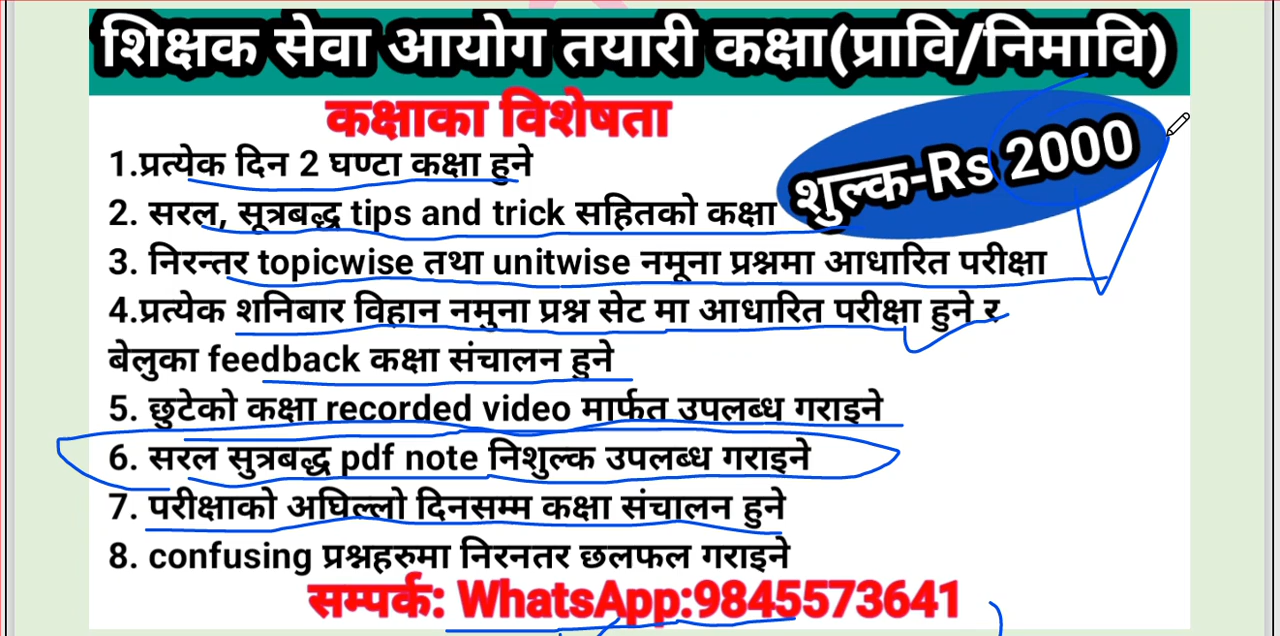 शिक्षक सेवा आयोग तयारी कक्षा(प्रावि/निमावि)
कक्षाका विशेषता
शुल्क-Rs 2000
1.प्रत्येक दिन 2 घण्टा कक्षा हुने
2. सरल, सूत्रबद्ध tips and trick सहितको कक्षा
3. निरन्तर topicwise तथा unitwise नमूना प्रश्नमा आधारित परीक्षा
4.प्रत्येक शनिबार विहान नमुना प्रश्न सेट मा आधारित परीक्षा हुने र
बेलुका feedback कक्षा संचालन हुने
5. छुटेको कक्षा recorded video मार्फत उपलब्ध गराइने
6. सरल सुत्रबद्ध pdf note निशुल्क उपलब्ध गराइने
7. परीक्षाको अघिल्लो दिनसम्म कक्षा संचालन हुने
8. confusing प्रश्नहरुमा निरनतर छलफल गराइने
सम्पर्क: WhatsApp:9845573641